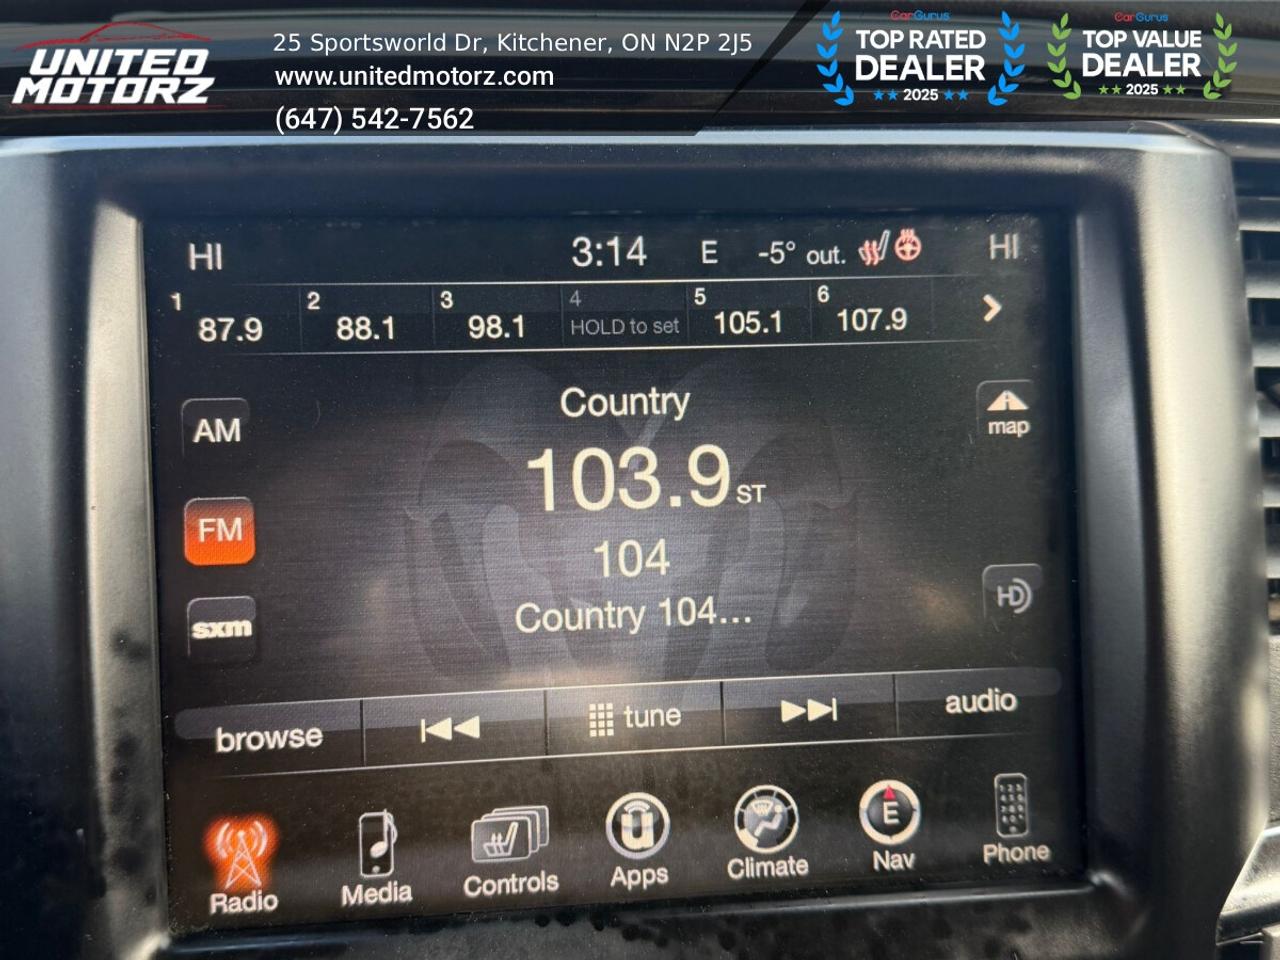 UNITED
MOTORZ
25 Sportsworld Dr, Kitchener, ON N2P 2J5
www.unitedmotorz.com
(647) 542-7562
CarGurus
TOP RATED
DEALER
2025
CarGurus
TOP VALUE
DEALER
2025
HI 3:14 E -5° out. HI
1 87.9 2 88.1 3 98.1 4 HOLD to set 5 105.1 6 107.9
Country
AM
map
103.9 ST
FM
104
HD
Country 104...
sxm
browse tune audio
Radio Media Controls Apps Climate Nav Phone
E